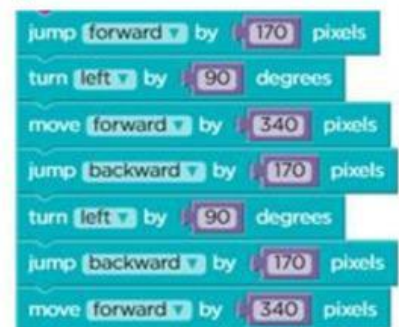 jump forward by 170 pixels
turn left by 90 degrees
move forward by 340 pixels
jump backward by 170 pixels
turn left by 90 degrees
jump backward by 170 pixels
move forward by 340 pixels